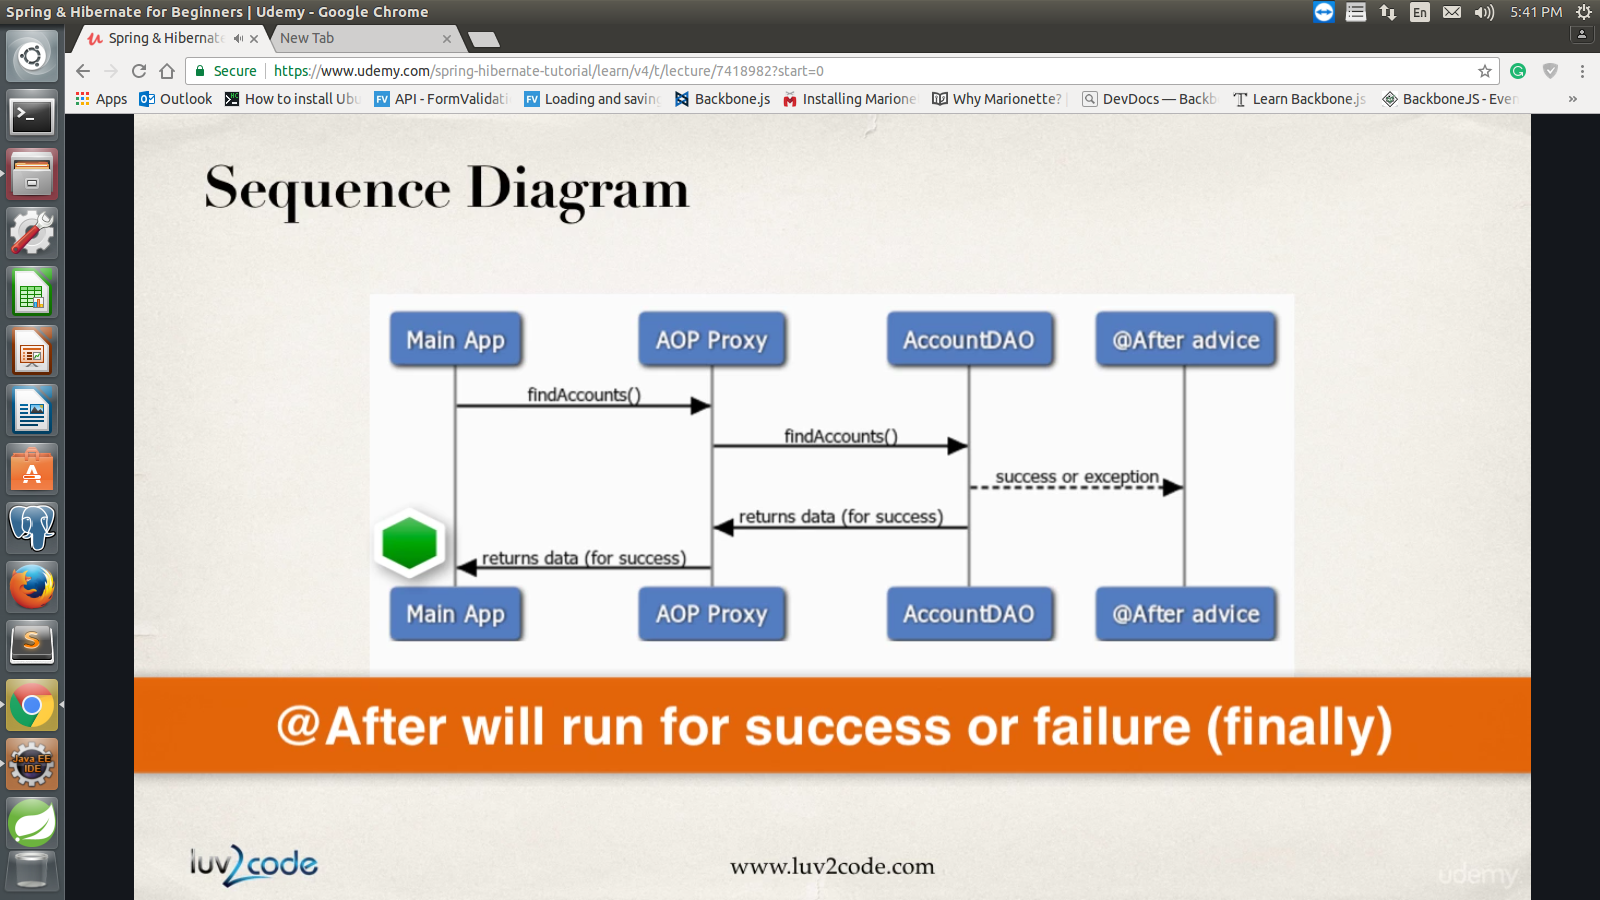 Spring & Hibernate for Beginners | Udemy - Google Chrome
En
5:41 PM
Spring & Hibernate
New Tab
Secure
https://www.udemy.com/spring-hibernate-tutorial/learn/v4/t/lecture/7418982?start=0
Apps
Outlook
How to install Ubu
API - FormValidati
Loading and saving
Backbone.js
Installing Marione
Why Marionette?
DevDocs — Backb
Learn Backbone.js
BackboneJS - Even
»
Sequence Diagram
Main App
AOP Proxy
AccountDAO
@After advice
findAccounts()
findAccounts()
success or exception
returns data (for success)
returns data (for success)
Main App
AOP Proxy
AccountDAO
@After advice
@After will run for success or failure (finally)
Java EE
IDE
luv2code
www.luv2code.com
udemy